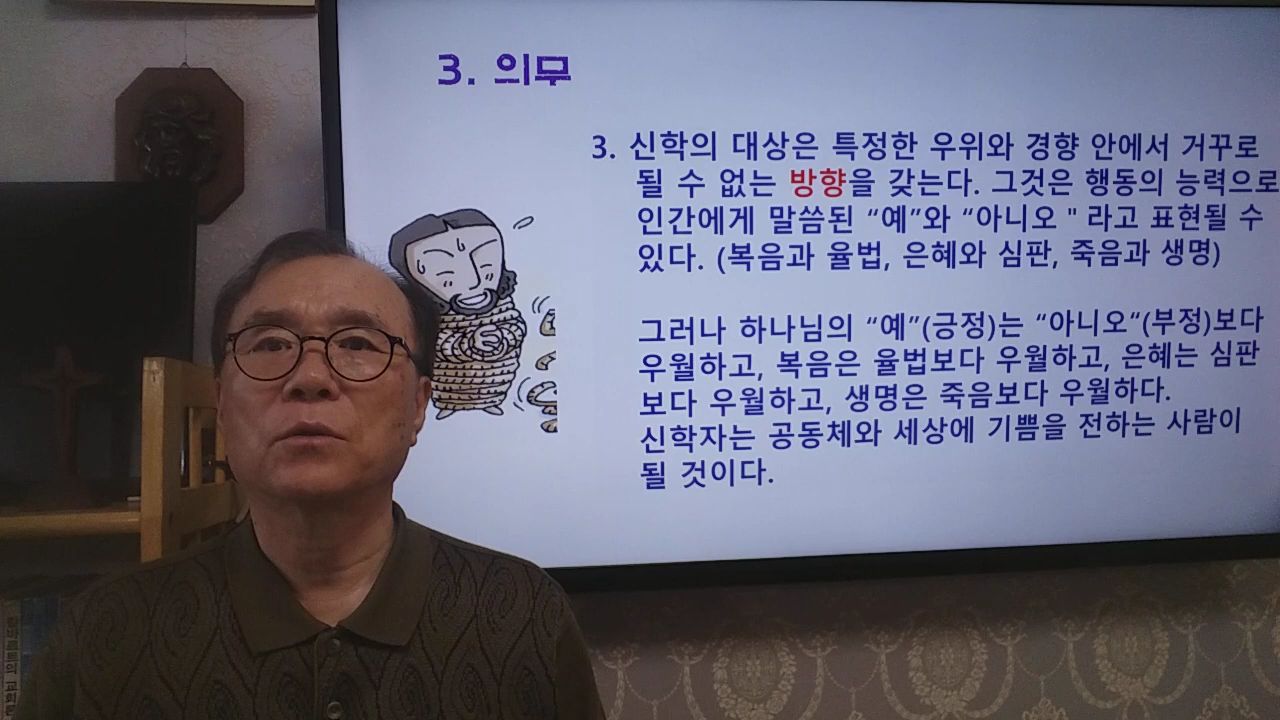 3. 의무
3. 신학의 대상은 특정한 우위와 경향 안에서 거꾸로
될 수 없는 방향을 갖는다. 그것은 행동의 능력으로
인간에게 말씀된 “예”와 “아니오 " 라고 표현될 수
있다. (복음과 율법, 은혜와 심판, 죽음과 생명)
그러나 하나님의 “예”(긍정)는 “아니오“(부정)보다
우월하고, 복음은 율법보다 우월하고, 은혜는 심판
보다 우월하고, 생명은 죽음보다 우월하다.
신학자는 공동체와 세상에 기쁨을 전하는 사람이
될 것이다.